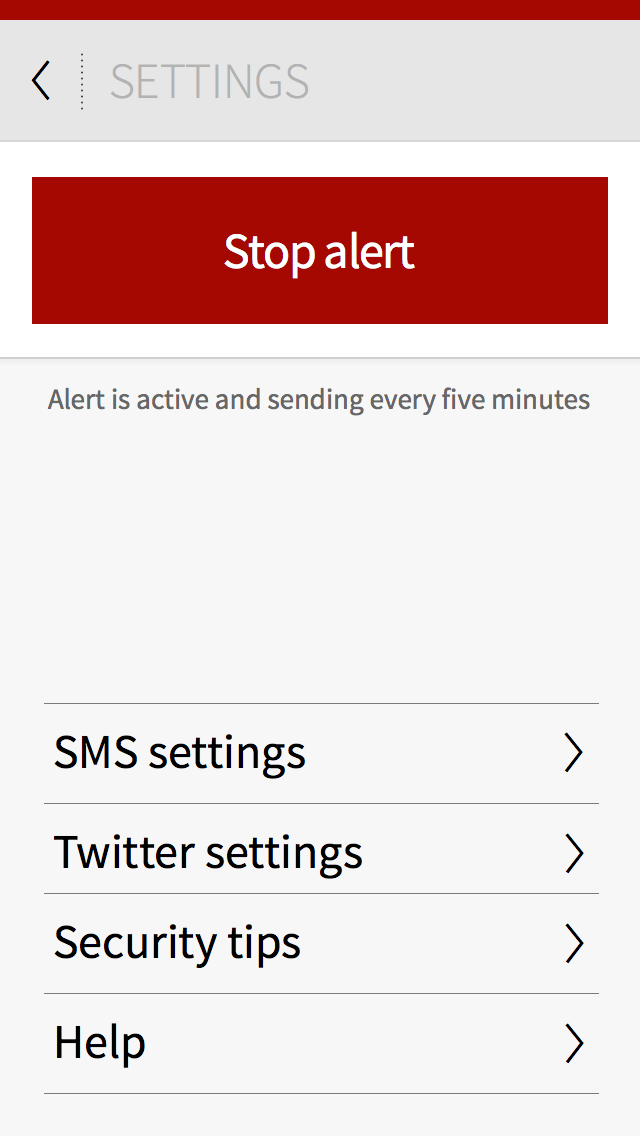 SETTINGS
Stop alert
Alert is active and sending every five minutes
SMS settings
Twitter settings
Security tips
Help